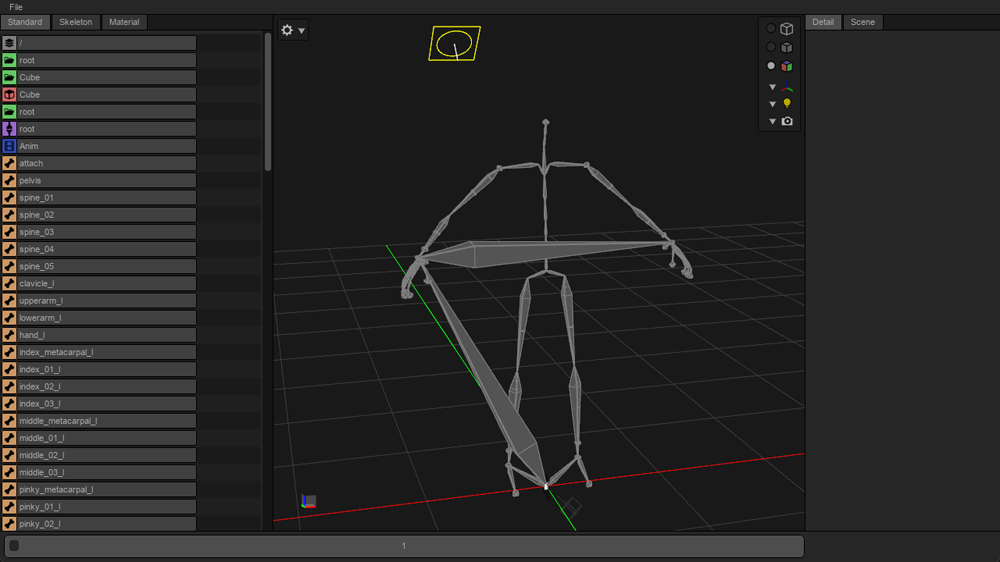 File
Standard Skeleton Material
Detail Scene
/
root
Cube
Cube
root
root
Anim
attach
pelvis
spine_01
spine_02
spine_03
spine_04
spine_05
clavicle_l
upperarm_l
lowerarm_l
hand_l
index_metacarpal_l
index_01_l
index_02_l
index_03_l
middle_metacarpal_l
middle_01_l
middle_02_l
middle_03_l
pinky_metacarpal_l
pinky_01_l
pinky_02_l
1